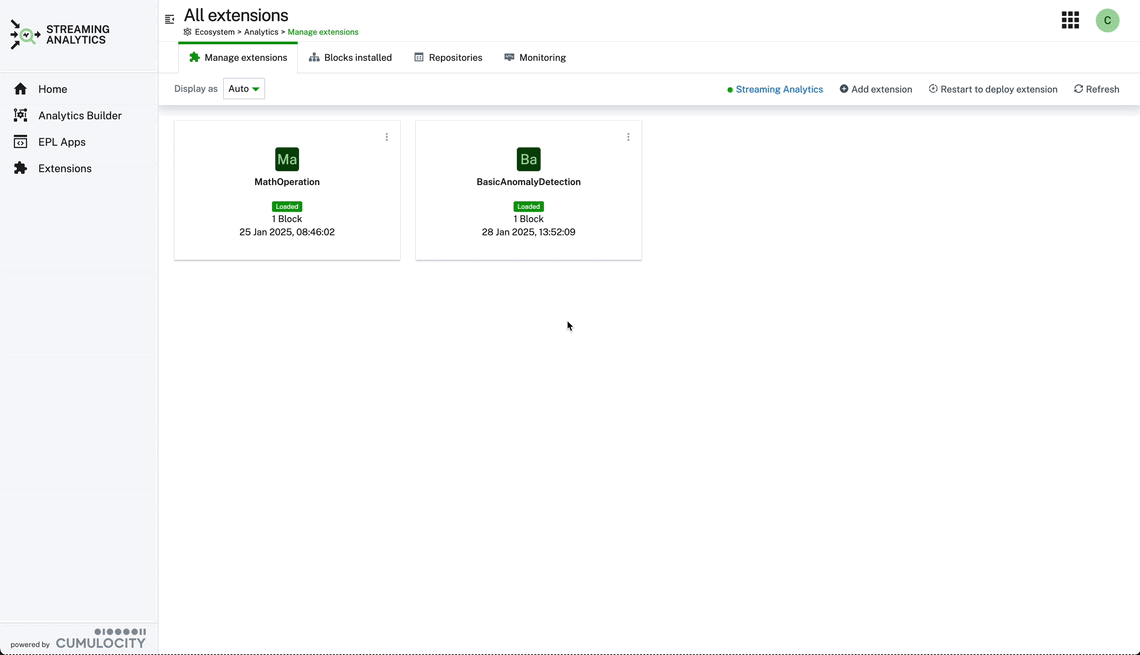 STREAMING
ANALYTICS
All extensions
C
Ecosystem > Analytics > Manage extensions
Manage extensions
Blocks installed
Repositories
Monitoring
Display as
Auto
Streaming Analytics
Add extension
Restart to deploy extension
Refresh
Home
Analytics Builder
EPL Apps
Extensions
Ma
MathOperation
Loaded
1 Block
25 Jan 2025, 08:46:02
Ba
BasicAnomalyDetection
Loaded
1 Block
28 Jan 2025, 13:52:09
powered by CUMULOCITY